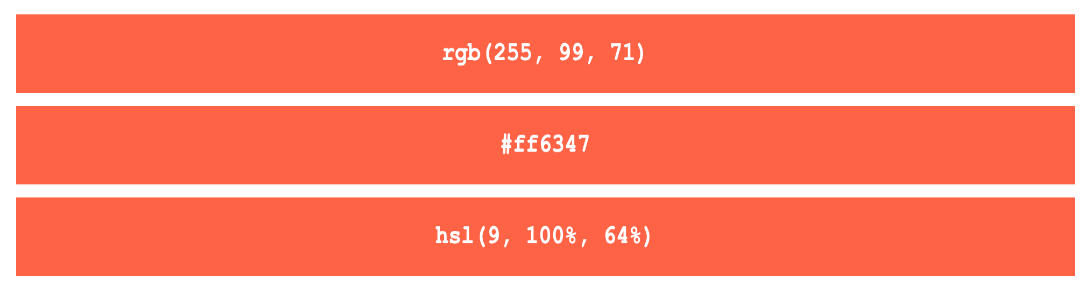 rgb(255, 99, 71)
#ff6347
hsl(9, 100%, 64%)